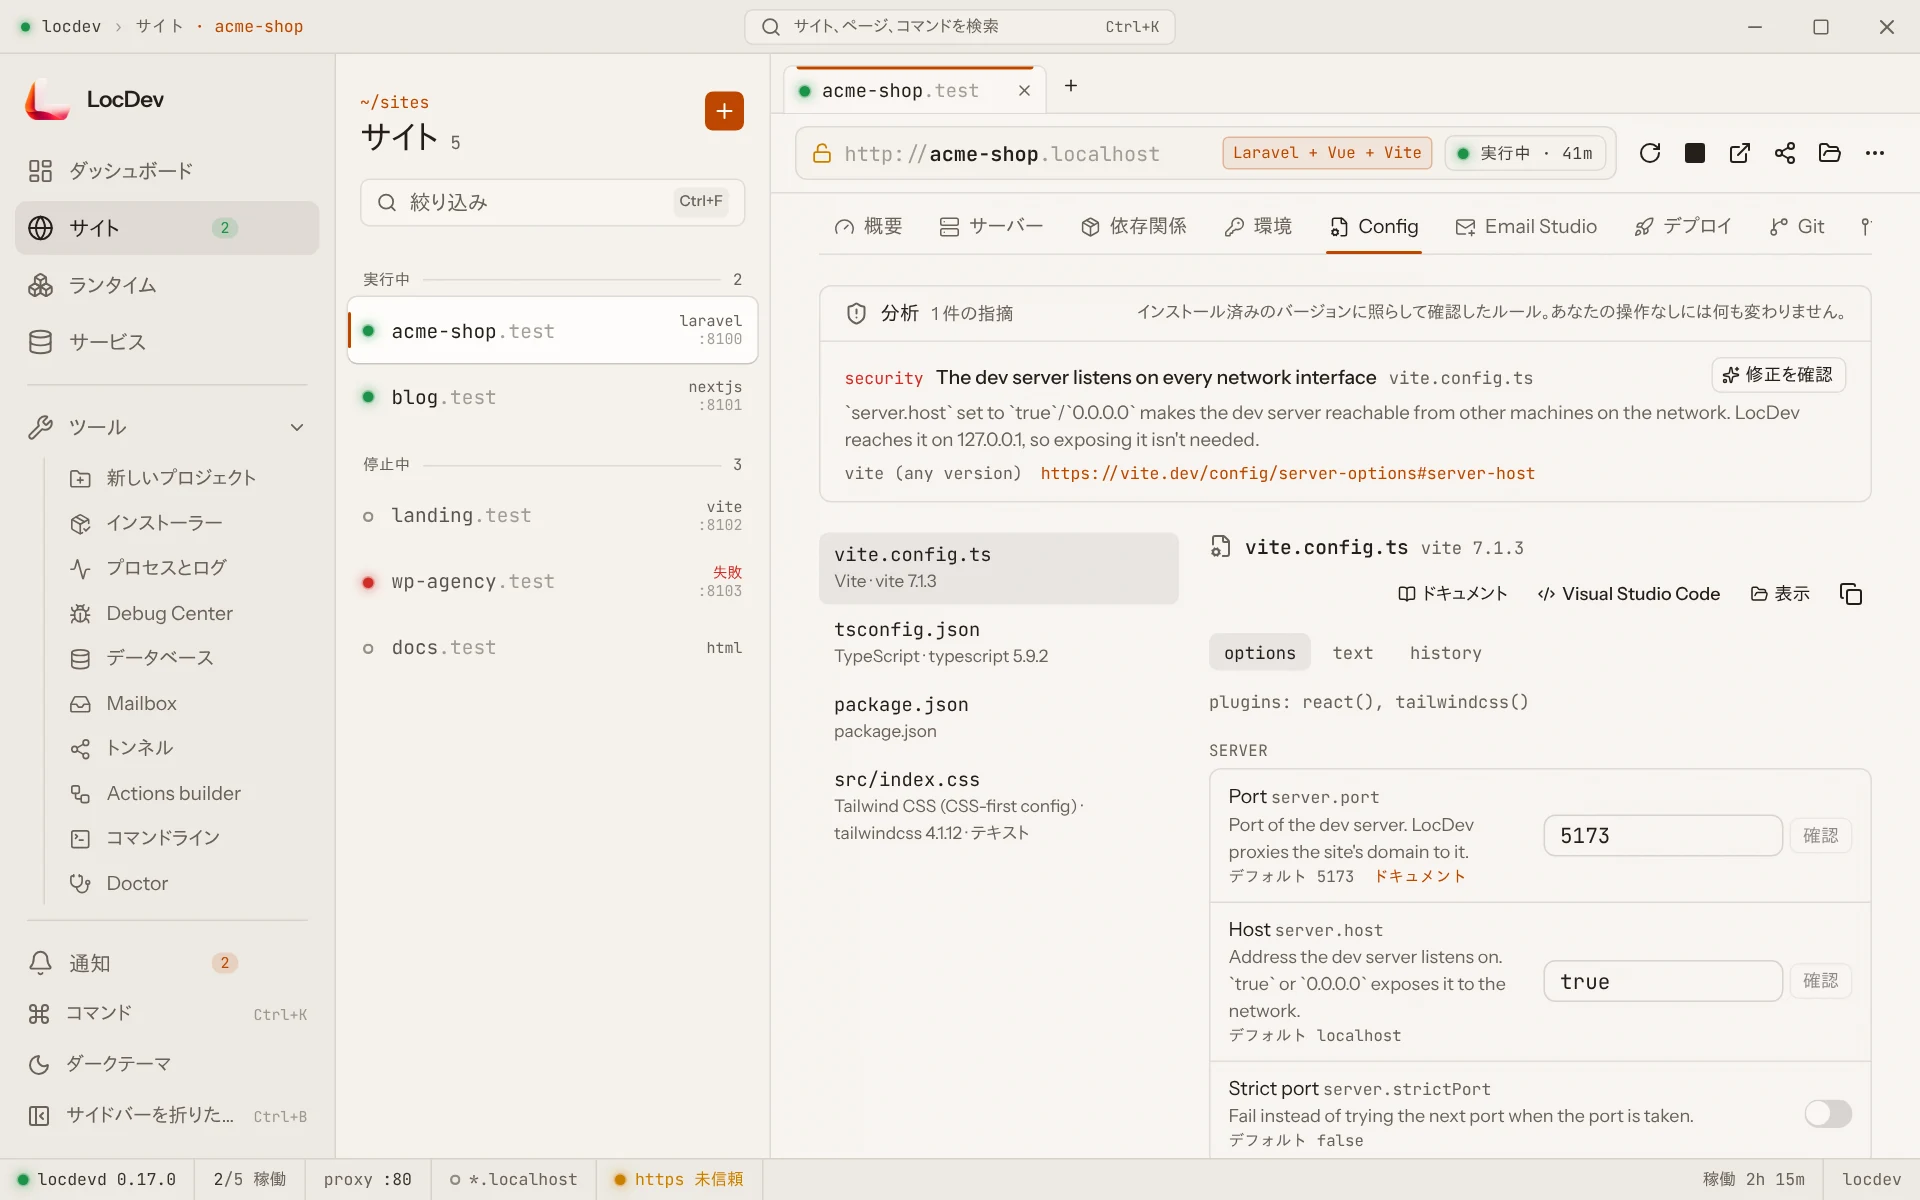 locdev › サイト · acme-shop
サイト、ページ、コマンドを検索 Ctrl+K
LocDev
ダッシュボード
サイト 2
ランタイム
サービス
ツール
新しいプロジェクト
インストーラー
プロセスとログ
Debug Center
データベース
Mailbox
トンネル
Actions builder
コマンドライン
Doctor
通知 2
コマンド Ctrl+K
ダークテーマ
サイドバーを折りた… Ctrl+B
~/sites
サイト 5
絞り込み Ctrl+F
実行中 2
acme-shop.test laravel :8100
blog.test nextjs :8101
停止中 3
landing.test vite :8102
wp-agency.test 失敗 :8103
docs.test html
acme-shop.test
http://acme-shop.localhost Laravel + Vue + Vite 実行中 · 41m
概要 サーバー 依存関係 環境 Config Email Studio デプロイ Git
分析 1件の指摘 インストール済みのバージョンに照らして確認したルール。あなたの操作なしには何も変わりません。
security The dev server listens on every network interface vite.config.ts 修正を確認
`server.host` set to `true`/`0.0.0.0` makes the dev server reachable from other machines on the network. LocDev
reaches it on 127.0.0.1, so exposing it isn't needed.
vite (any version) https://vite.dev/config/server-options#server-host
vite.config.ts
Vite · vite 7.1.3
tsconfig.json
TypeScript · typescript 5.9.2
package.json
package.json
src/index.css
Tailwind CSS (CSS-first config) ·
tailwindcss 4.1.12 · テキスト
vite.config.ts vite 7.1.3
ドキュメント Visual Studio Code 表示
options text history
plugins: react(), tailwindcss()
SERVER
Port server.port
Port of the dev server. LocDev
proxies the site's domain to it.
デフォルト 5173 ドキュメント
5173 確認
Host server.host
Address the dev server listens on.
`true` or `0.0.0.0` exposes it to the
network.
デフォルト localhost
true 確認
Strict port server.strictPort
Fail instead of trying the next port when the port is taken.
デフォルト false
locdevd 0.17.0 2/5 稼働 proxy :80 *.localhost https 未信頼 稼働 2h 15m locdev